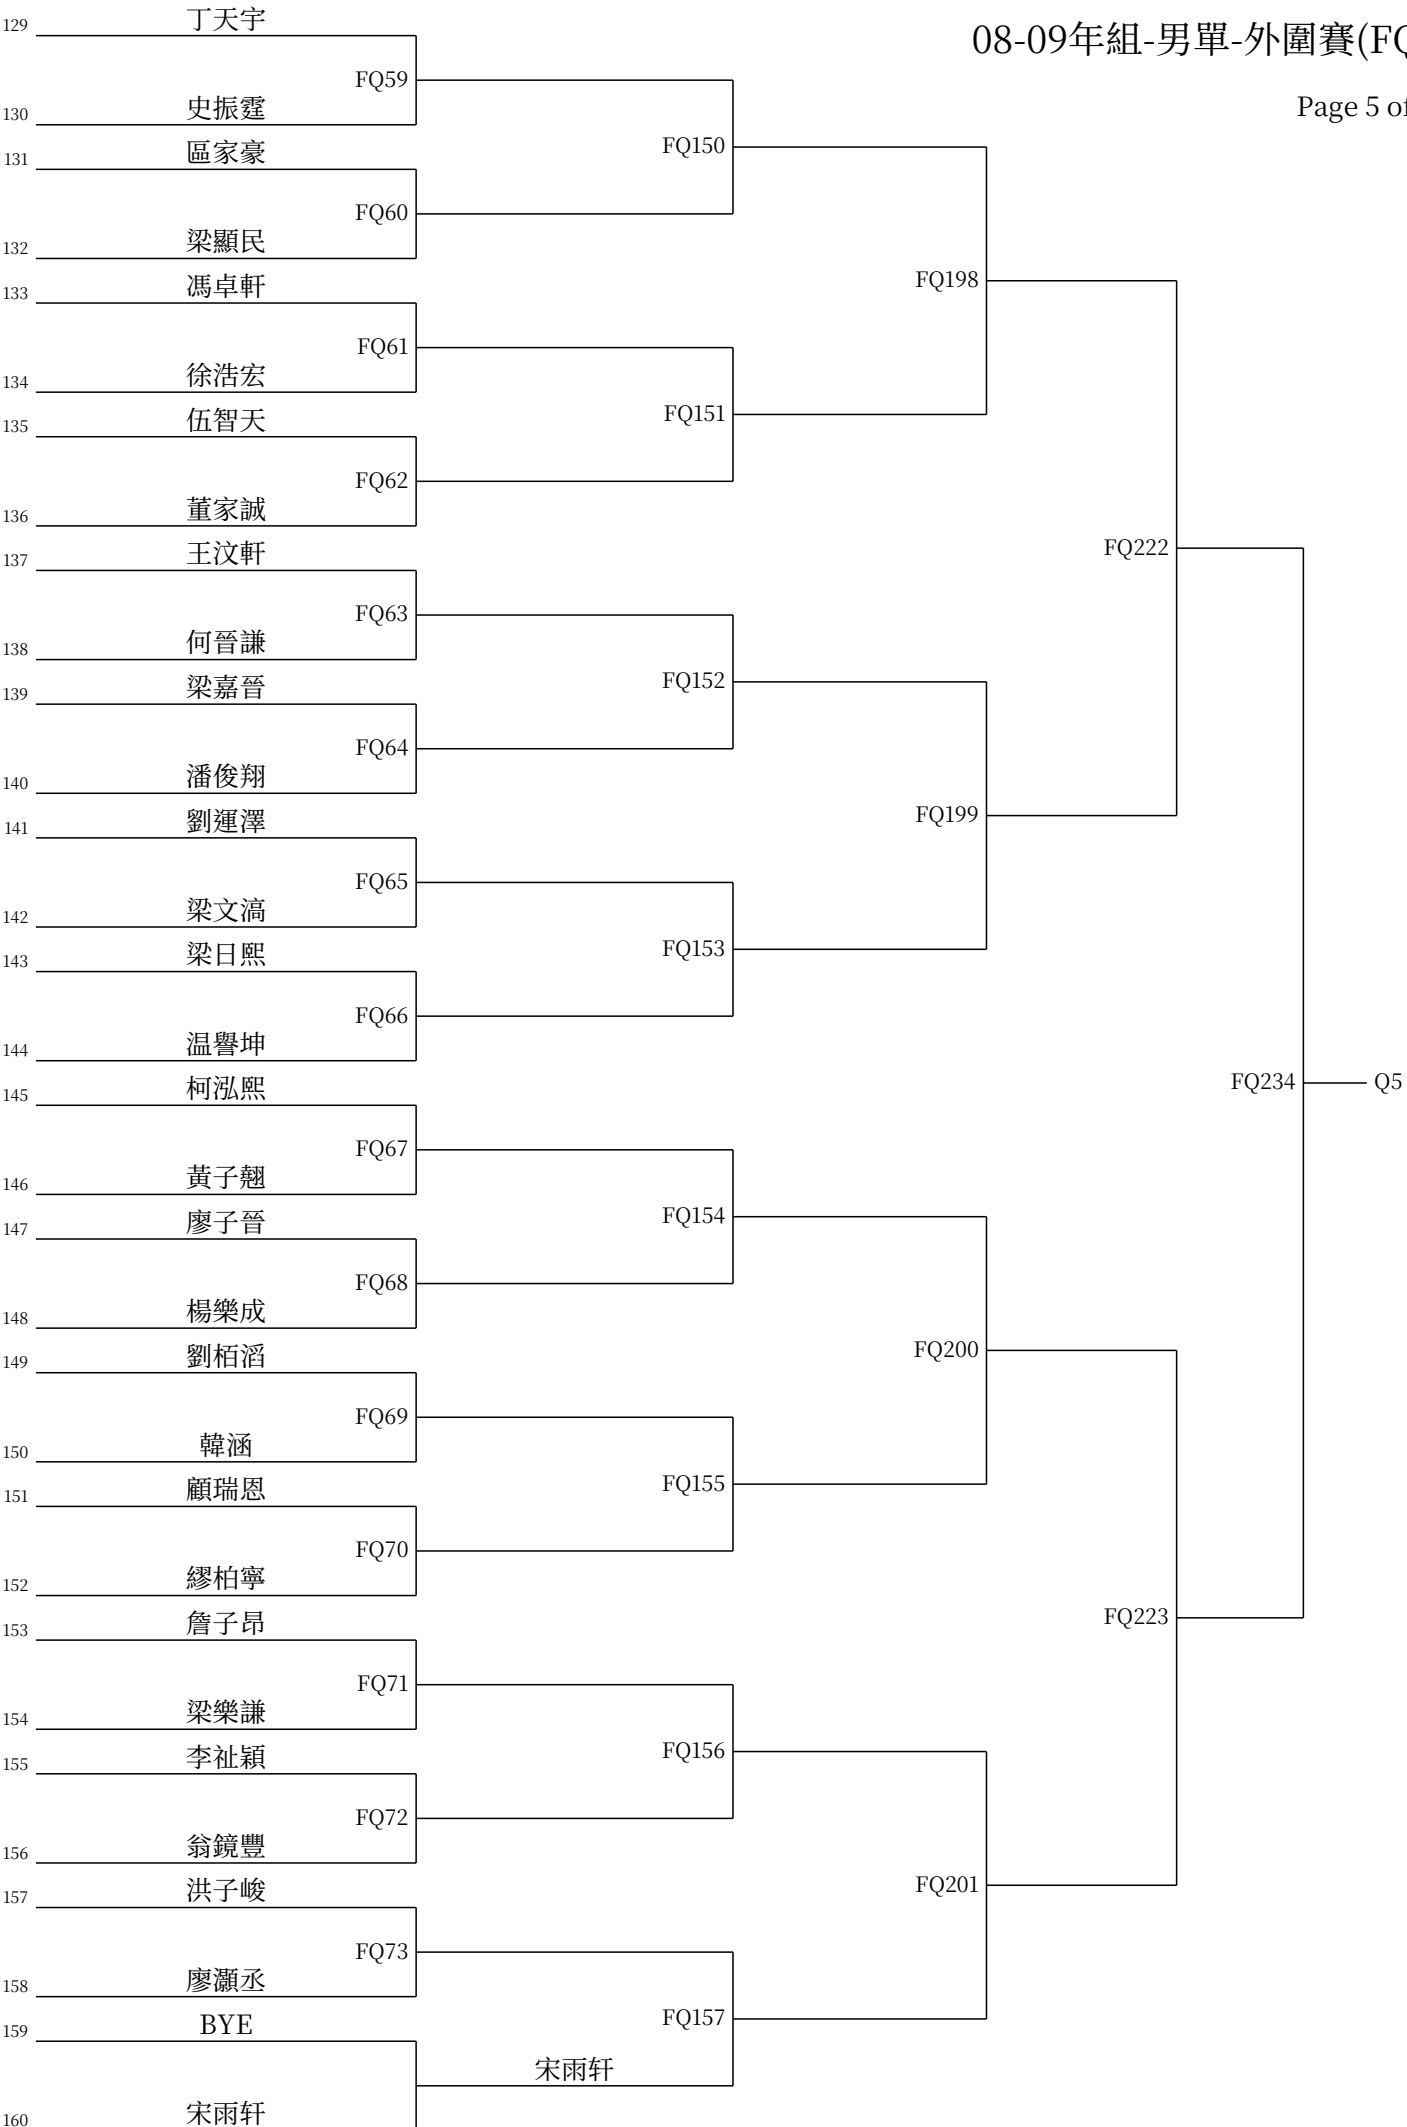 08-09年組-男單-外圍賽(FQ
Page 5 of
129 丁天宇
FQ59
130 史振霆
FQ150
131 區家豪
FQ60
132 梁顯民
FQ198
133 馮卓軒
FQ61
134 徐浩宏
FQ151
135 伍智天
FQ62
136 董家誠
FQ222
137 王汶軒
FQ63
138 何晉謙
FQ152
139 梁嘉晉
FQ64
140 潘俊翔
FQ199
141 劉運澤
FQ65
142 梁文滈
FQ153
143 梁日熙
FQ66
144 温譽坤
FQ234 Q5
145 柯泓熙
FQ67
146 黃子翹
FQ154
147 廖子晉
FQ68
148 楊樂成
FQ200
149 劉栢滔
FQ69
150 韓涵
FQ155
151 顧瑞恩
FQ70
152 繆柏寧
FQ223
153 詹子昂
FQ71
154 梁樂謙
FQ156
155 李祉穎
FQ72
156 翁鏡豐
FQ201
157 洪子峻
FQ73
158 廖灝丞
FQ157
159 BYE
宋雨轩
160 宋雨轩